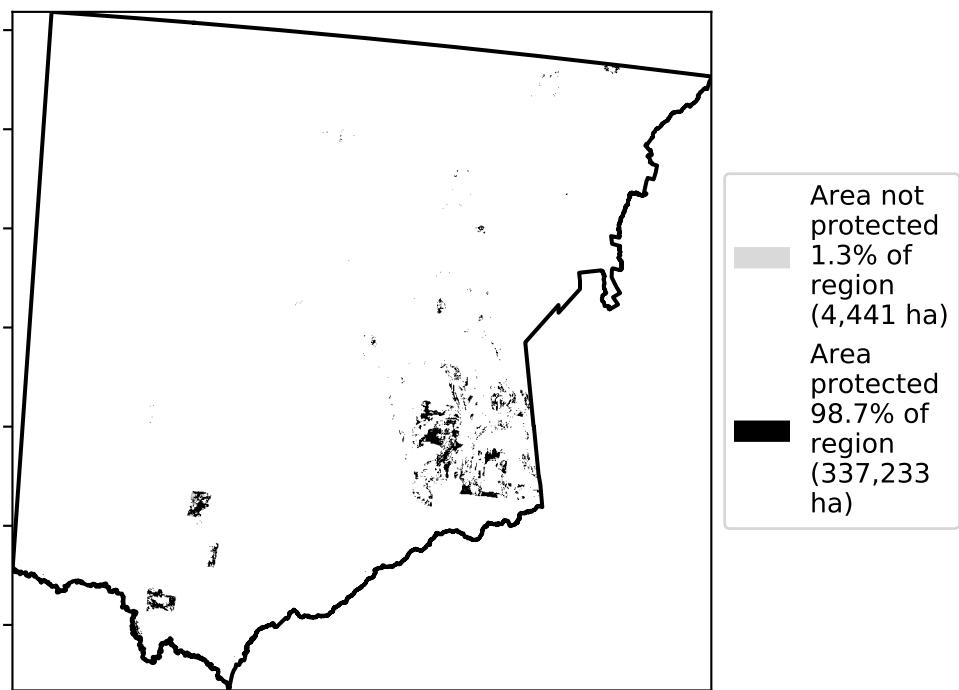 Area not
protected
1.3% of
region
(4,441 ha)
Area
protected
98.7% of
region
(337,233
ha)